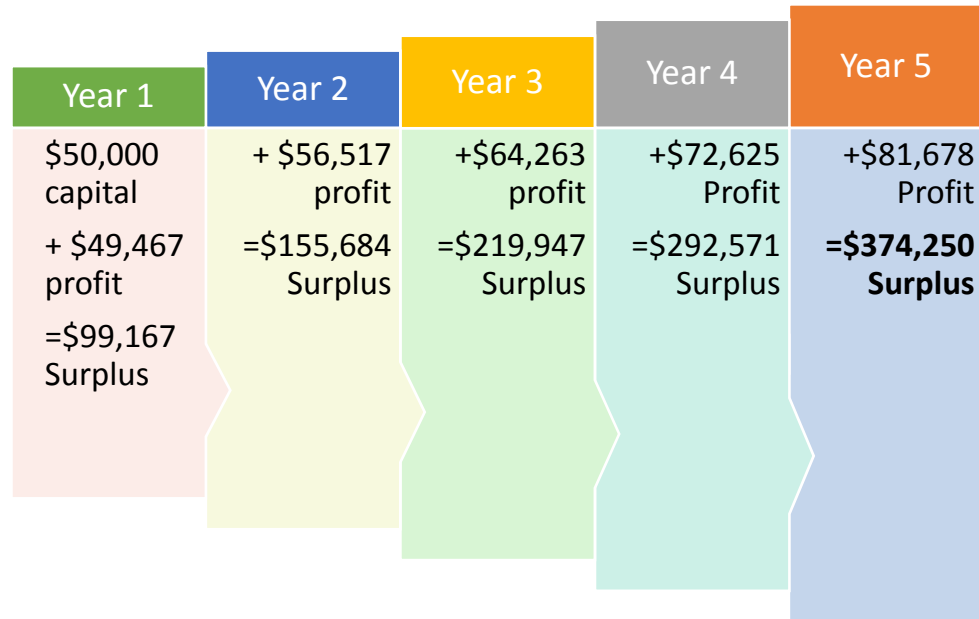 Year 1
$50,000
capital
+ $49,467
profit
=$99,167
Surplus
Year 2
+ $56,517
profit
=$155,684
Surplus
Year 3
+$64,263
profit
=$219,947
Surplus
Year 4
+$72,625
Profit
=$292,571
Surplus
Year 5
+$81,678
Profit
=$374,250
Surplus